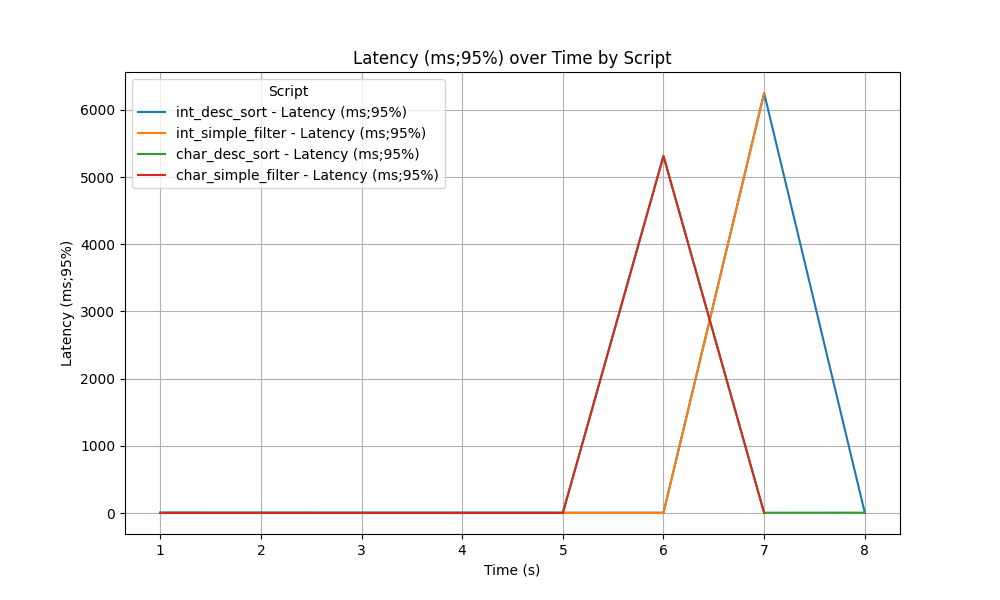 Latency (ms;95%) over Time by Script
Script
int_desc_sort - Latency (ms;95%)
int_simple_filter - Latency (ms;95%)
char_desc_sort - Latency (ms;95%)
char_simple_filter - Latency (ms;95%)
Latency (ms;95%)
6000
5000
4000
3000
2000
1000
0
1 2 3 4 5 6 7 8
Time (s)